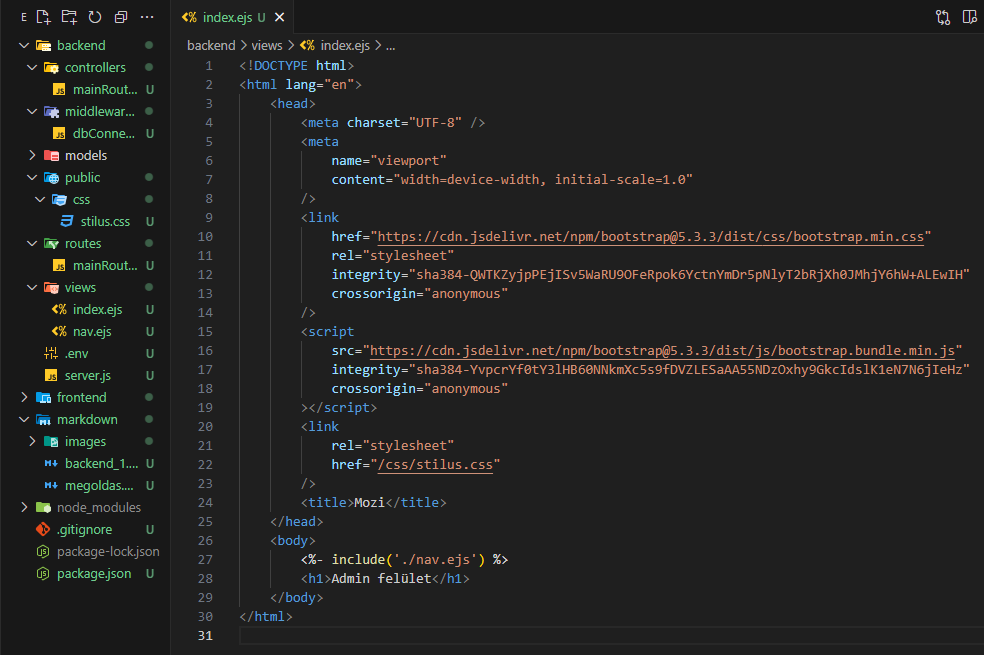 E
index.ejs U
backend
controllers
mainRout... U
middlewar...
dbConne... U
models
public
css
stilus.css U
routes
mainRout... U
views
index.ejs U
nav.ejs U
.env U
server.js U
frontend
markdown
images
backend_1.... U
megoldas.... U
node_modules
.gitignore U
package-lock.json
package.json U
backend > views > index.ejs > ...
1 <!DOCTYPE html>
2 <html lang="en">
3 <head>
4 <meta charset="UTF-8" />
5 <meta
6 name="viewport"
7 content="width=device-width, initial-scale=1.0"
8 />
9 <link
10 href="https://cdn.jsdelivr.net/npm/bootstrap@5.3.3/dist/css/bootstrap.min.css"
11 rel="stylesheet"
12 integrity="sha384-QWTKZyjpPEjISv5WaRU9OFeRpok6YctnYmDr5pNlyT2bRjXh0JMhjY6hW+ALEwIH"
13 crossorigin="anonymous"
14 />
15 <script
16 src="https://cdn.jsdelivr.net/npm/bootstrap@5.3.3/dist/js/bootstrap.bundle.min.js"
17 integrity="sha384-YvpcrYf0tY3lHB60NNkmXc5s9fDVZLESaAA55NDzOxhy9GkcIdslK1eN7N6jIeHz"
18 crossorigin="anonymous"
19 ></script>
20 <link
21 rel="stylesheet"
22 href="/css/stilus.css"
23 />
24 <title>Mozi</title>
25 </head>
26 <body>
27 <%- include('./nav.ejs') %>
28 <h1>Admin felület</h1>
29 </body>
30 </html>
31